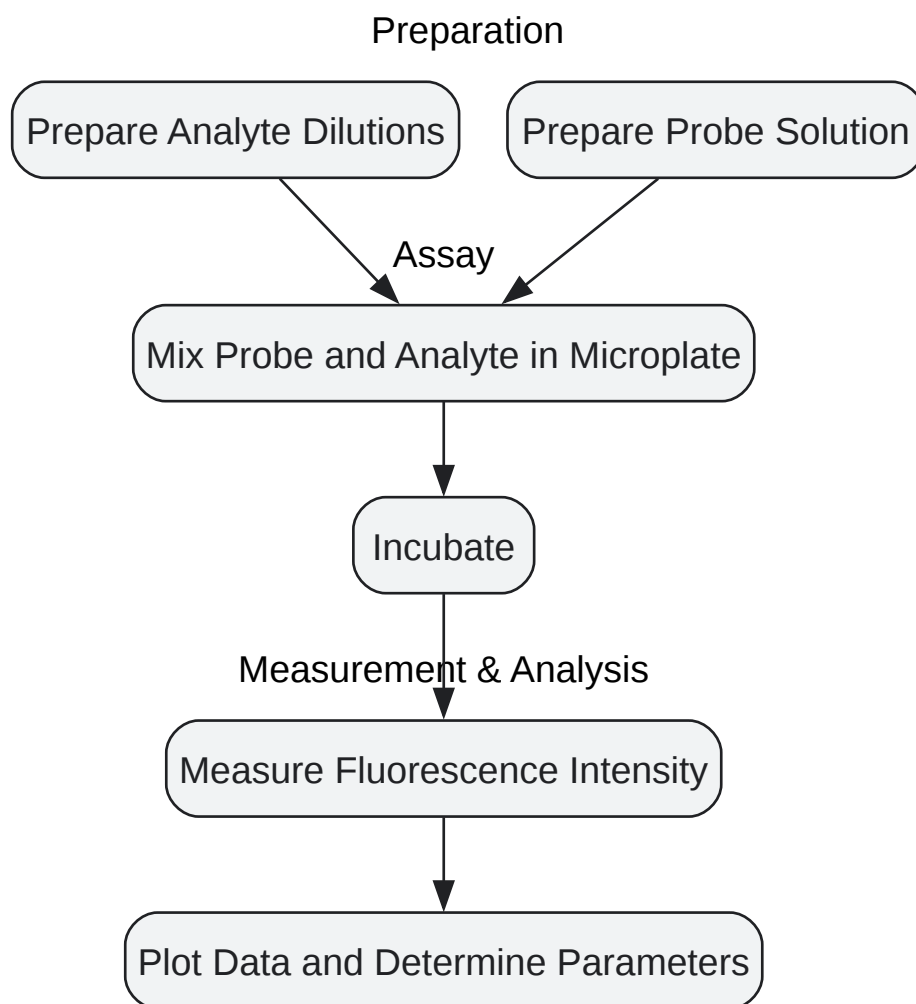 Preparation
Prepare Analyte Dilutions
Prepare Probe Solution
Assay
Mix Probe and Analyte in Microplate
Incubate
Measurement & Analysis
Measure Fluorescence Intensity
Plot Data and Determine Parameters